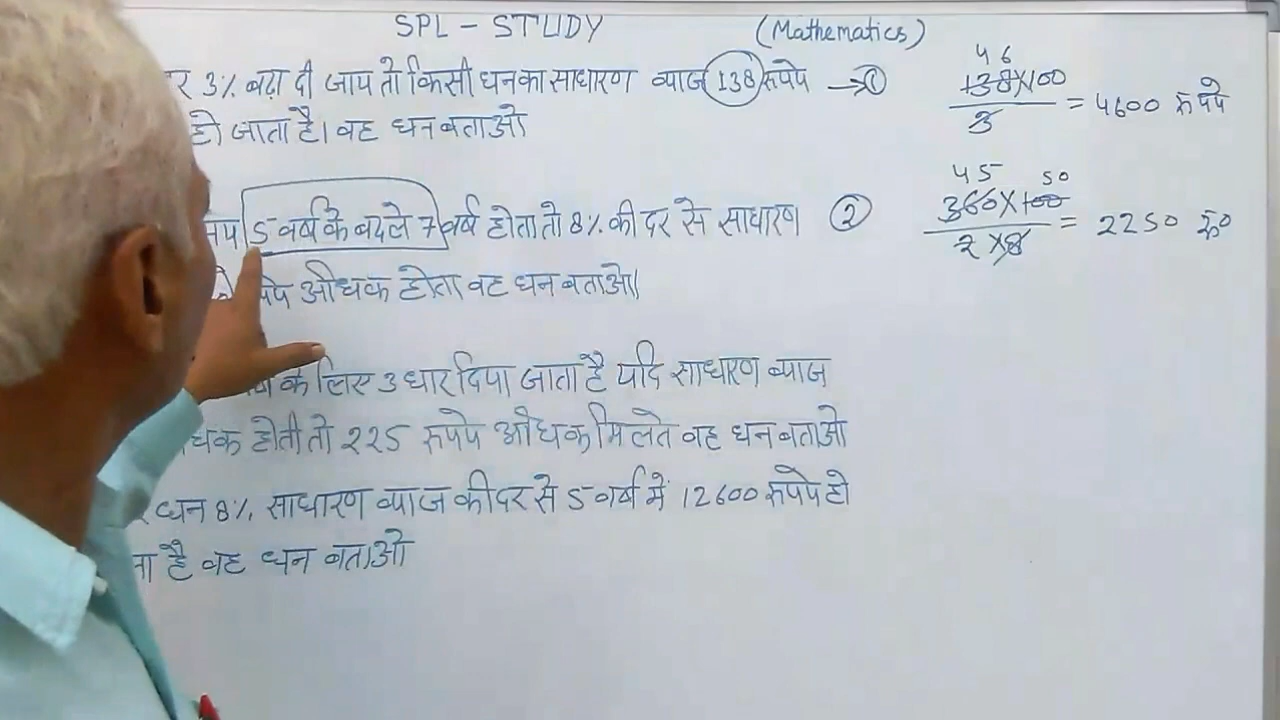 SPL - STUDY (Mathematics)
र 3% बढ़ा दी जाय तो किसी धन का साधारण व्याज 138 रूपये → 1
हो जाता है। वह धन बताओ
138×100 / 3 = 4600 रूपये
46
5 वर्ष के बदले 7 वर्ष होता तो 8% की दर से साधारण 2
अधिक होता वह धन बताओ।
45 50
360×100 / 2×8 = 2250 रू०
के लिए उधार दिया जाता है यदि साधारण व्याज
धिक होती तो 225 रूपये अधिक मिलते वह धन बताओ
धन 8% साधारण व्याज की दर से 5 वर्ष में 12600 रूपये हो
ता है वह धन बताओ